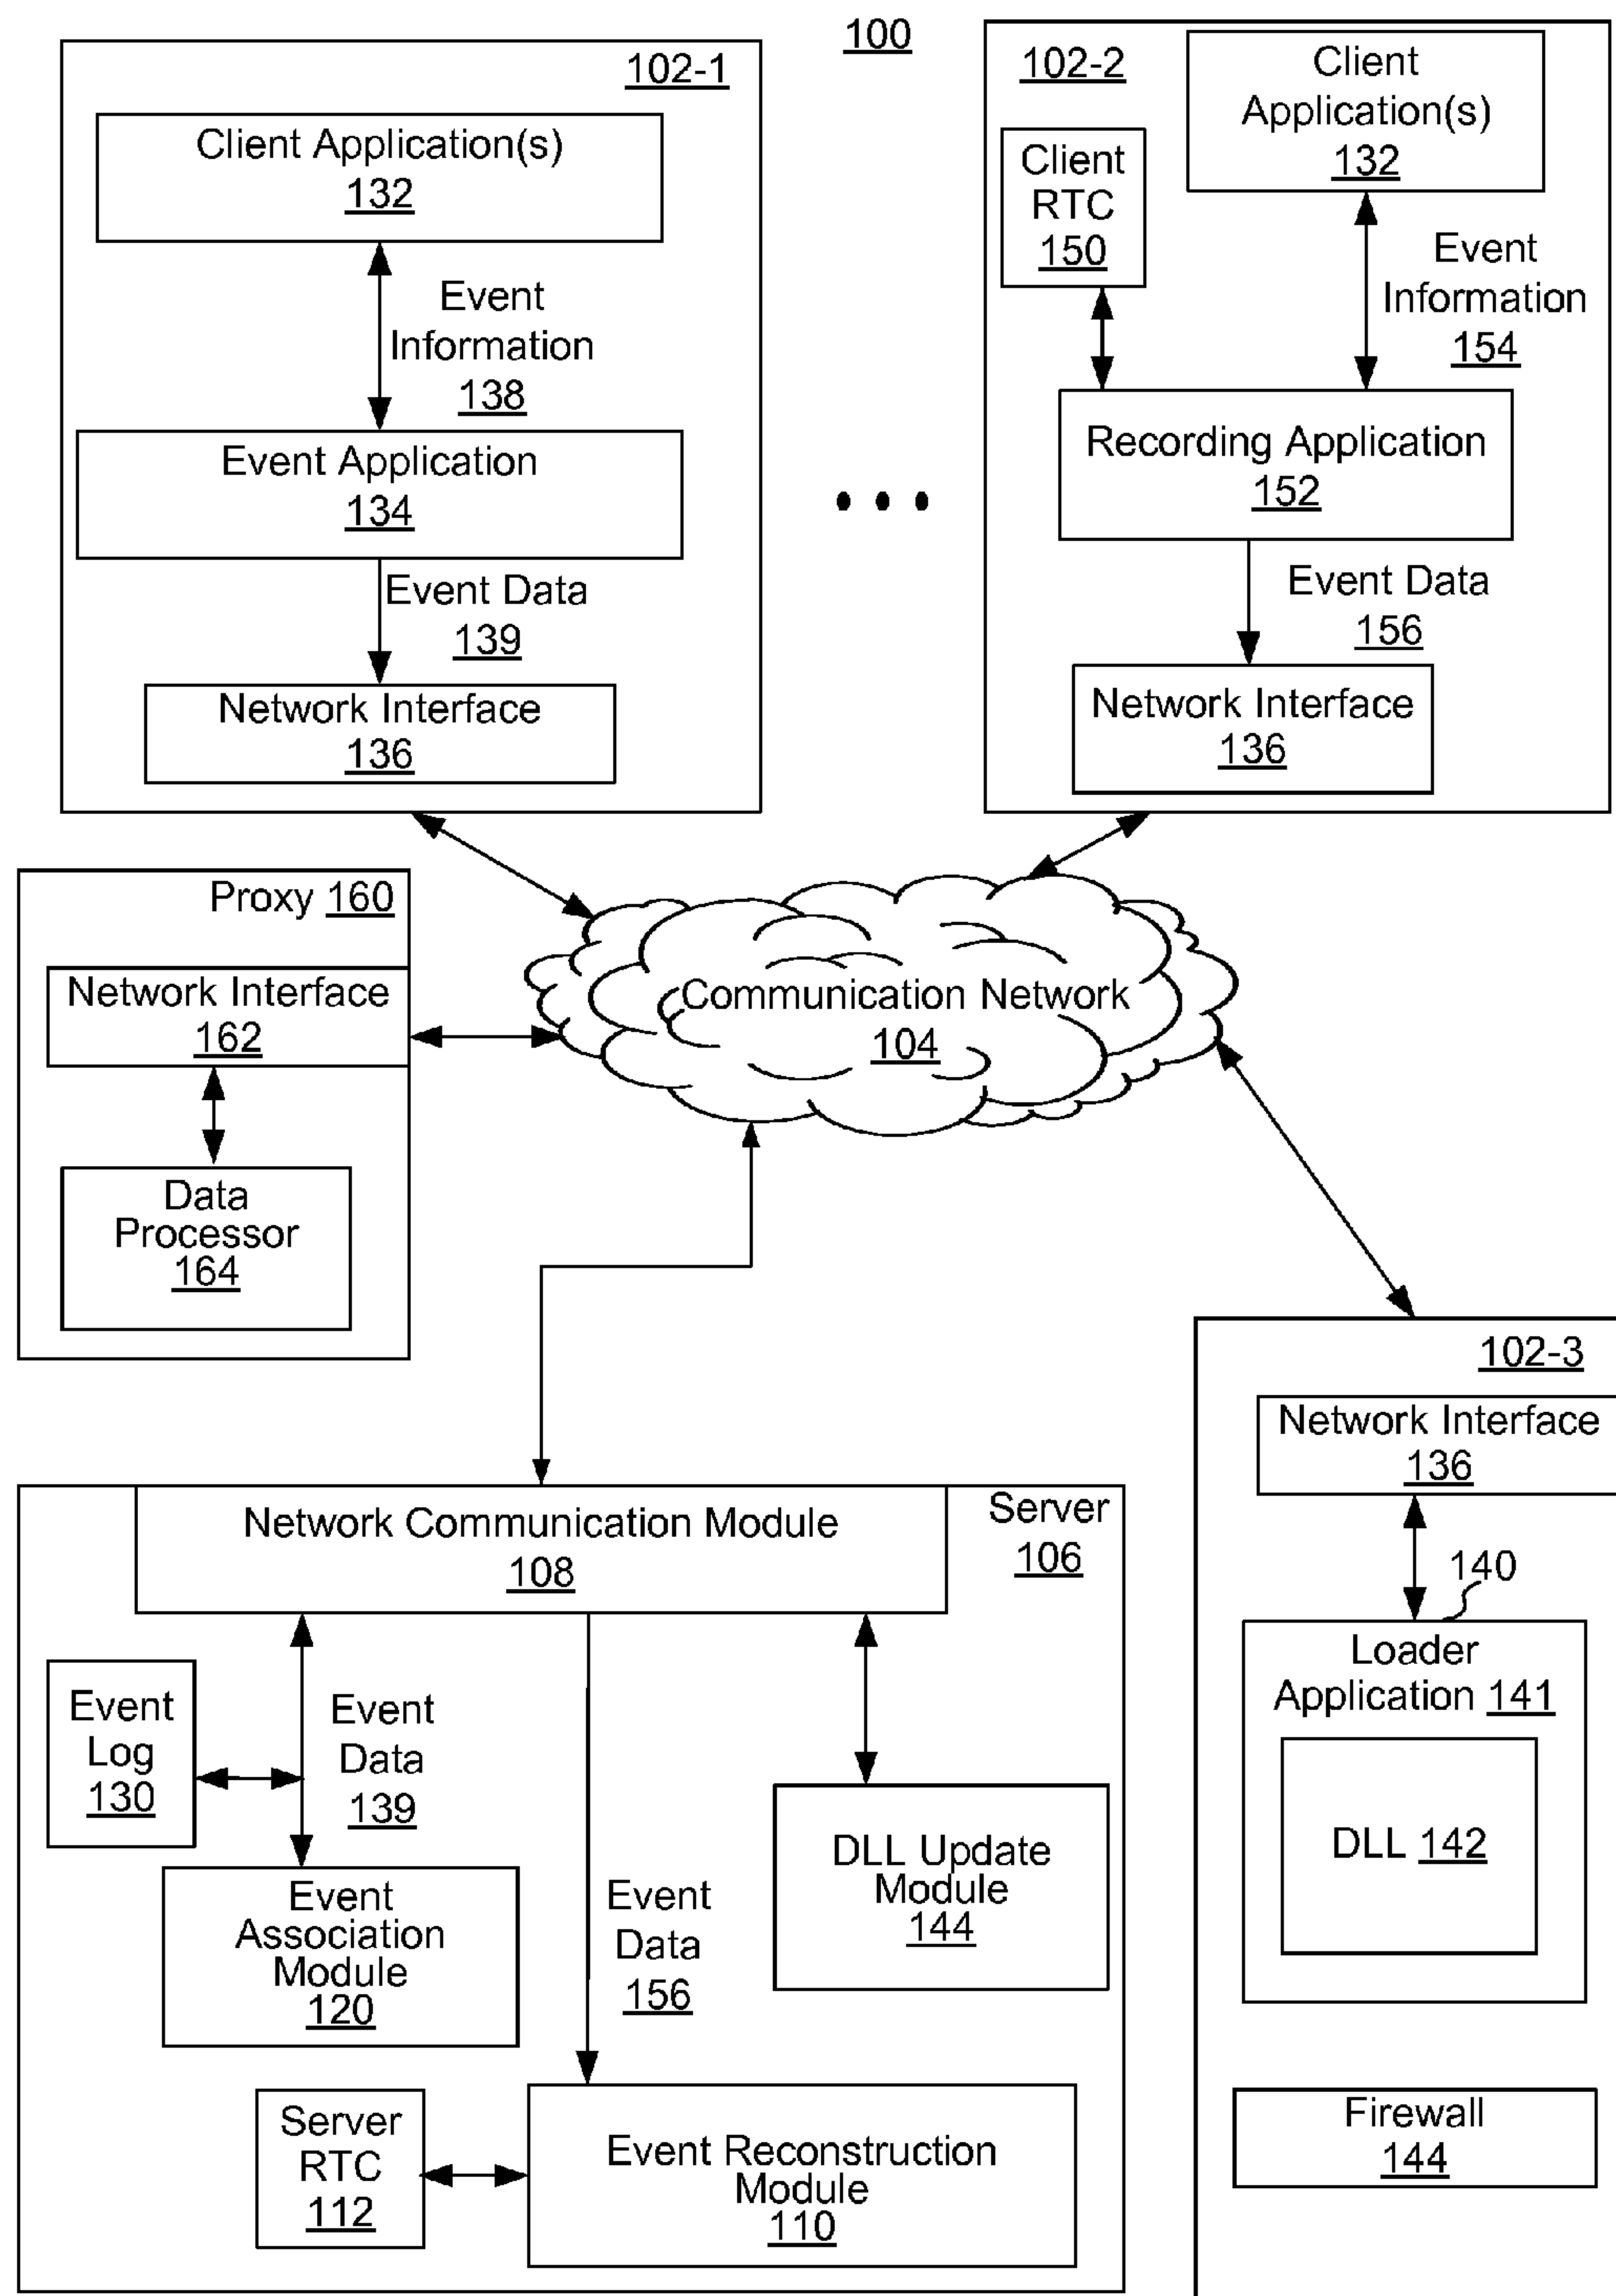 100
102-1
Client Application(s)
132
Event
Information
138
Event Application
134
Event Data
139
Network Interface
136
102-2
Client
Application(s)
132
Client
RTC
150
Event
Information
154
Recording Application
152
Event Data
156
Network Interface
136
Proxy 160
Network Interface
162
Data
Processor
164
Communication Network
104
102-3
Network Interface
136
140
Loader
Application 141
DLL 142
Firewall
144
Server
106
Network Communication Module
108
Event
Log
130
Event
Data
139
Event
Association
Module
120
Event
Data
156
DLL Update
Module
144
Server
RTC
112
Event Reconstruction
Module
110